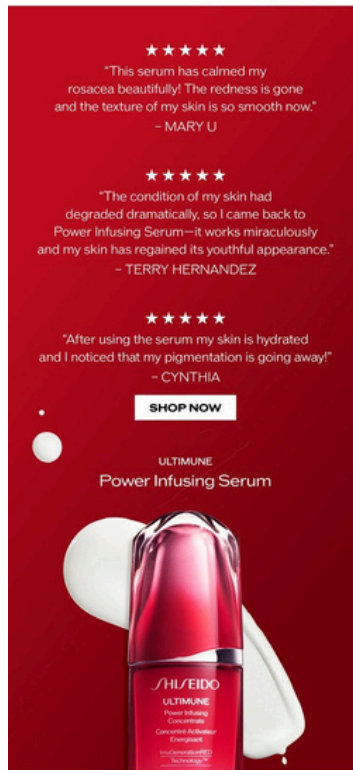 ★★★★★
“This serum has calmed my
rosacea beautifully! The redness is gone
and the texture of my skin is so smooth now.”
– MARY U
★★★★★
“The condition of my skin had
degraded dramatically, so I came back to
Power Infusing Serum—it works miraculously
and my skin has regained its youthful appearance.”
– TERRY HERNANDEZ
★★★★★
“After using the serum my skin is hydrated
and I noticed that my pigmentation is going away!”
– CYNTHIA
SHOP NOW
ULTIMUNE
Power Infusing Serum
SHISEIDO
ULTIMUNE
Power Infusing
Concentrate
Concentré Activateur
Énergisant
ImuGenerationRED
Technology™